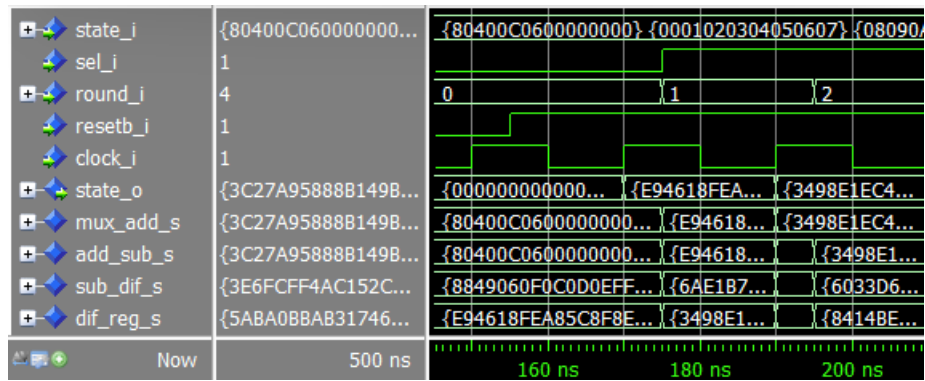 state_i {80400C0600000000... {80400C0600000000} {0001020304050607} {08090A
sel_i 1
round_i 4 0 1 2
resetb_i 1
clock_i 1
state_o {3C27A95888B149B... {000000000000... {E94618FEA... {3498E1EC4...
mux_add_s {3C27A95888B149B... {80400C0600000000... {E94618... {3498E1EC4...
add_sub_s {3C27A95888B149B... {80400C0600000000... {E94618... {3498E1...
sub_dif_s {3E6FCFF4AC152C... {8849060F0C0D0EFF... {6AE1B7... {6033D6...
dif_reg_s {5ABA0BBAB31746... {E94618FEA85C8F8E... {3498E1... {8414BE...
Now 500 ns 160 ns 180 ns 200 ns